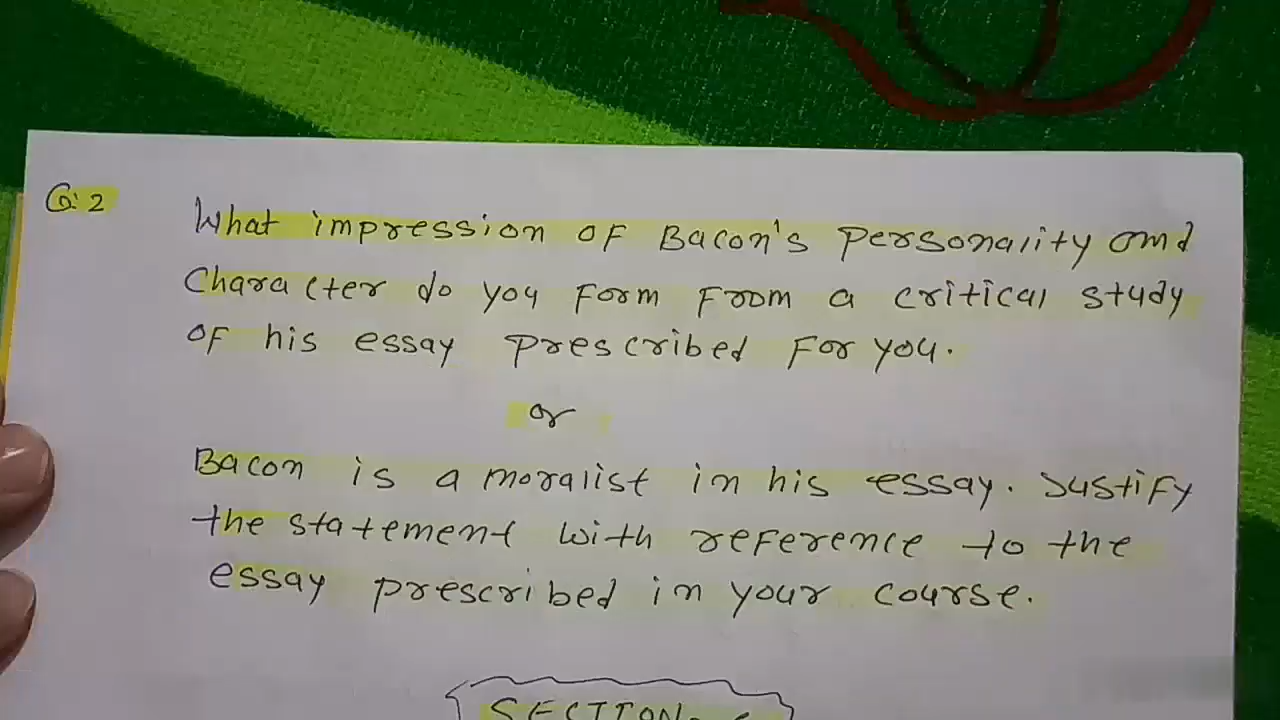 Q:2
What impression of Bacon's personality and
Character do you form from a critical study
of his essay prescribed for you.
or
Bacon is a moralist in his essay. Justify
the statement with reference to the
essay prescribed in your course.
SECTION-